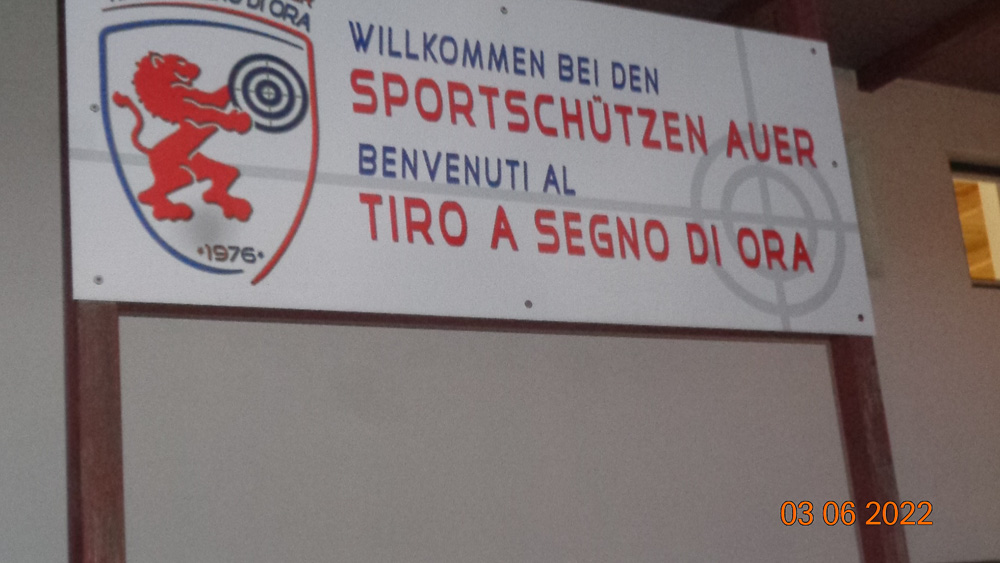 DI ORA
WILLKOMMEN BEI DEN
SPORTSCHÜTZEN AUER
BENVENUTI AL
TIRO A SEGNO DI ORA
•1976•
03 06 2022